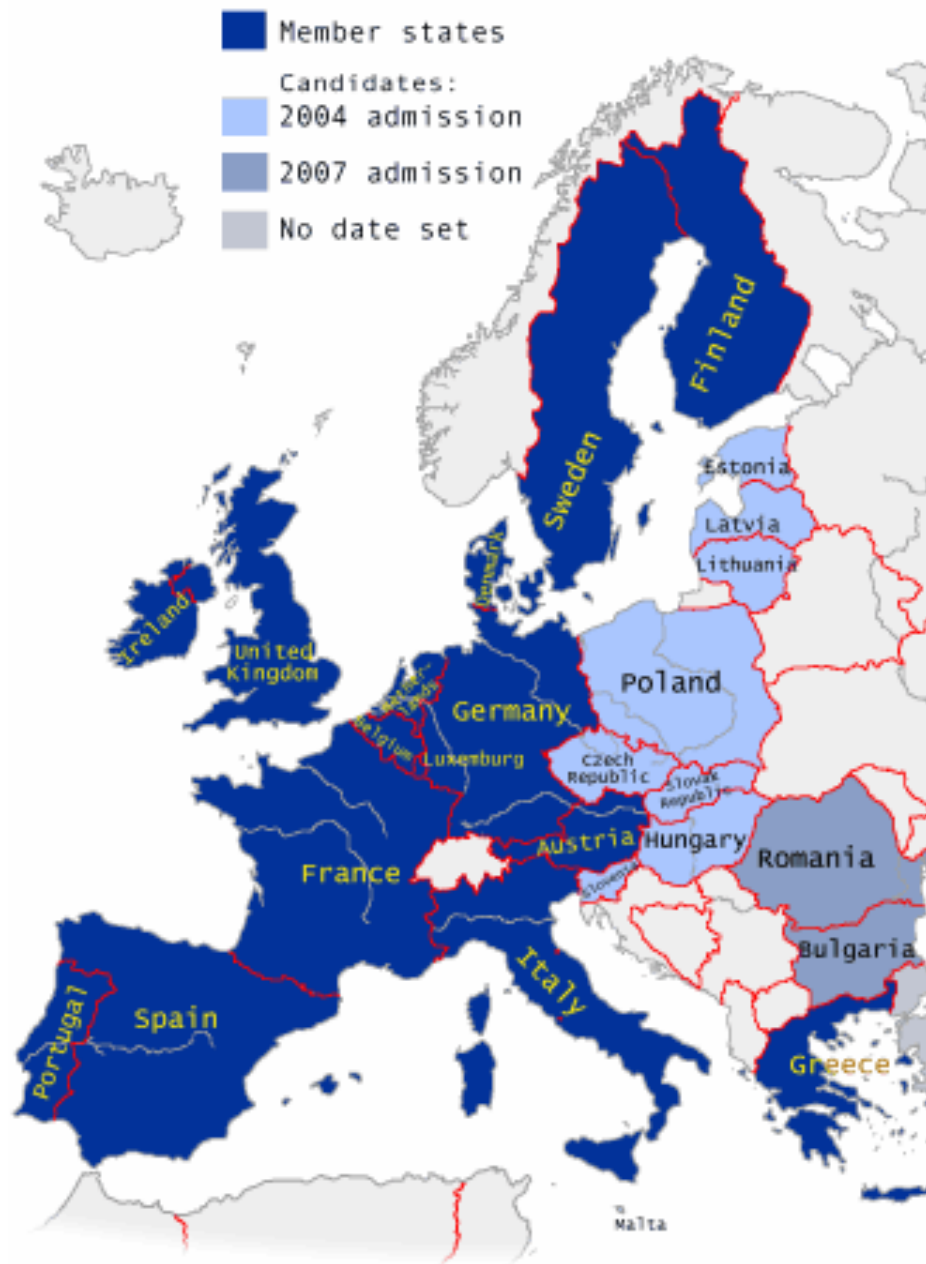 Member states
Candidates:
2004 admission
2007 admission
No date set
Finland
Sweden
Estonia
Latvia
Lithuania
Denmark
Ireland
United
Kingdom
Nether-
lands
Belgium
Luxemburg
Germany
Poland
Czech
Republic
Slovak
Republic
Austria
Hungary
Slovenia
France
Romania
Bulgaria
Italy
Spain
Portugal
Greece
Malta